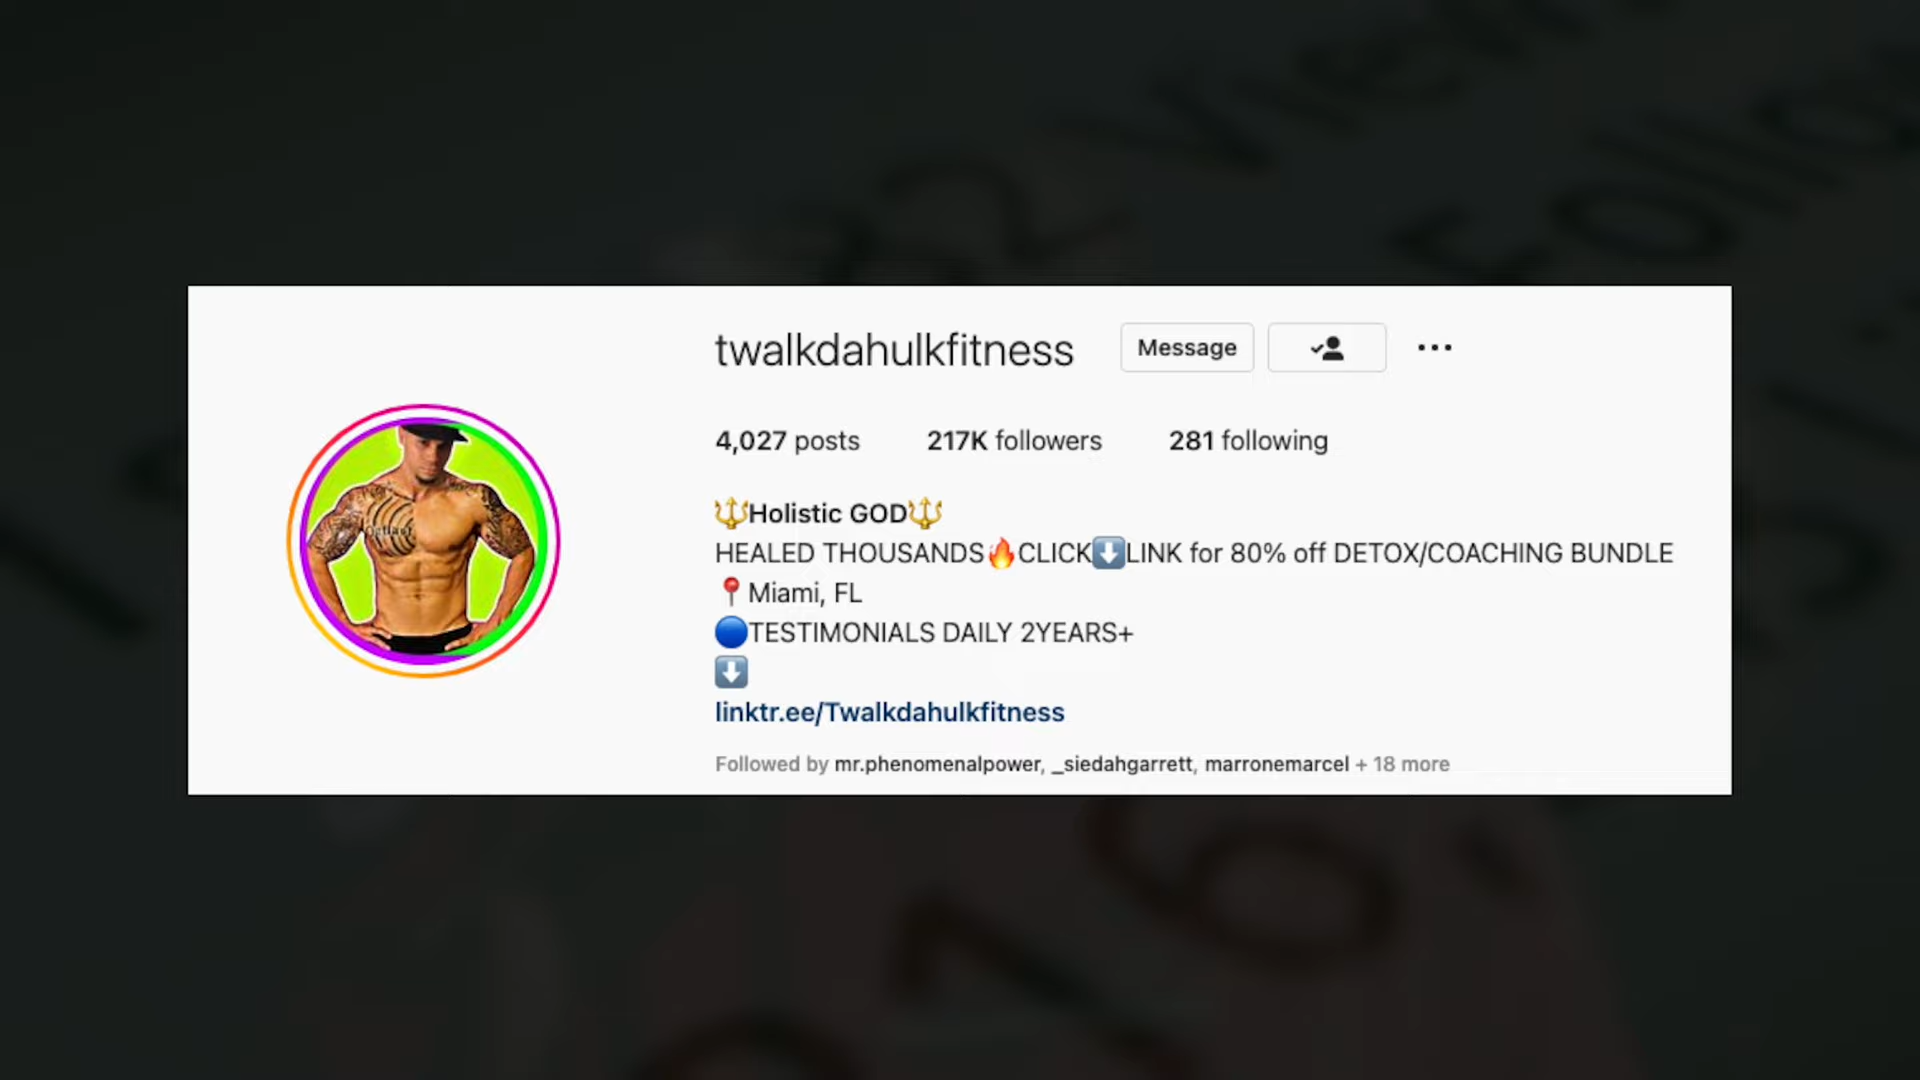 twalkdahulkfitness
Message
4,027 posts 217K followers 281 following
🔱Holistic GOD🔱
HEALED THOUSANDS🔥CLICK⬇️LINK for 80% off DETOX/COACHING BUNDLE
📍Miami, FL
🔵TESTIMONIALS DAILY 2YEARS+
⬇️
linktr.ee/Twalkdahulkfitness
Followed by mr.phenomenalpower, _siedahgarrett, marronemarcel + 18 more